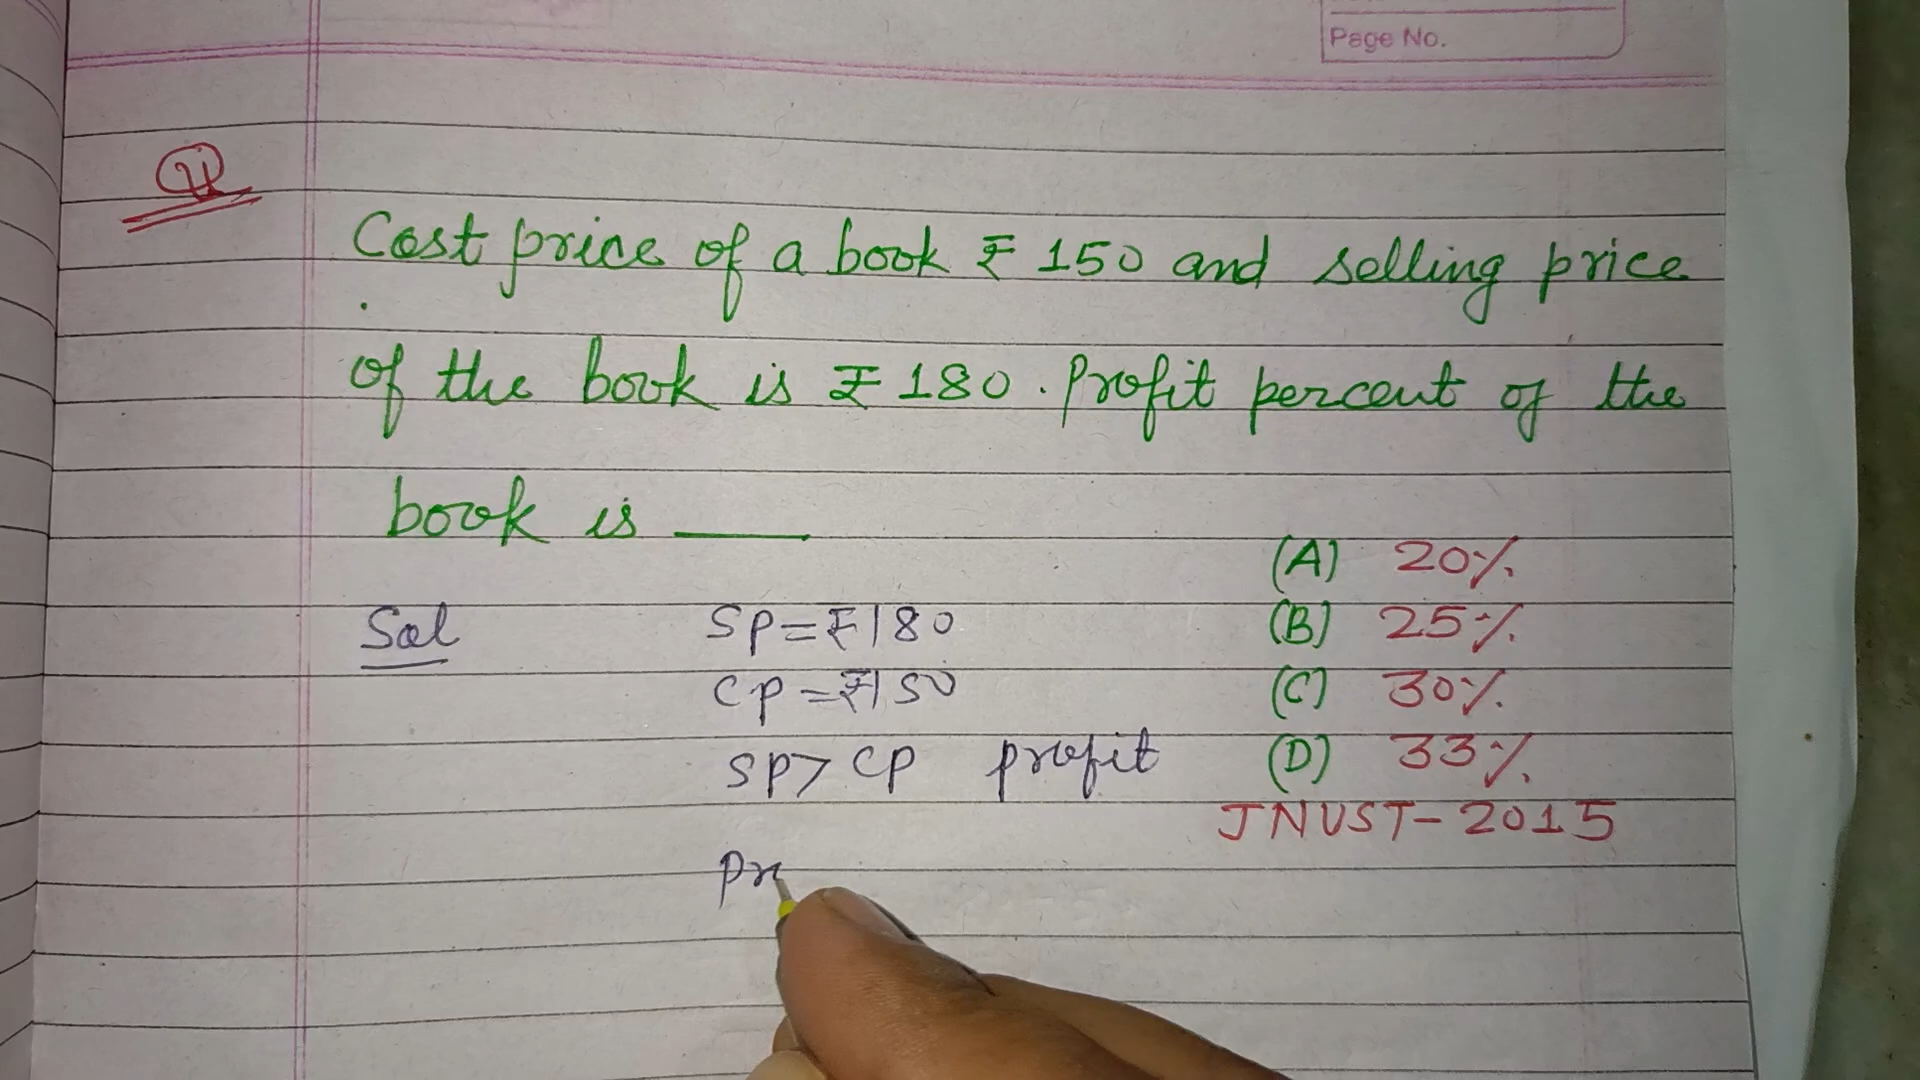 Page No.
Q
Cost price of a book ₹ 150 and selling price
of the book is ₹ 180. Profit percent of the
book is ____
(A) 20%
Sol SP=₹180 (B) 25%
CP=₹150 (C) 30%
SP> CP profit (D) 33%
JNVST-2015
Pr